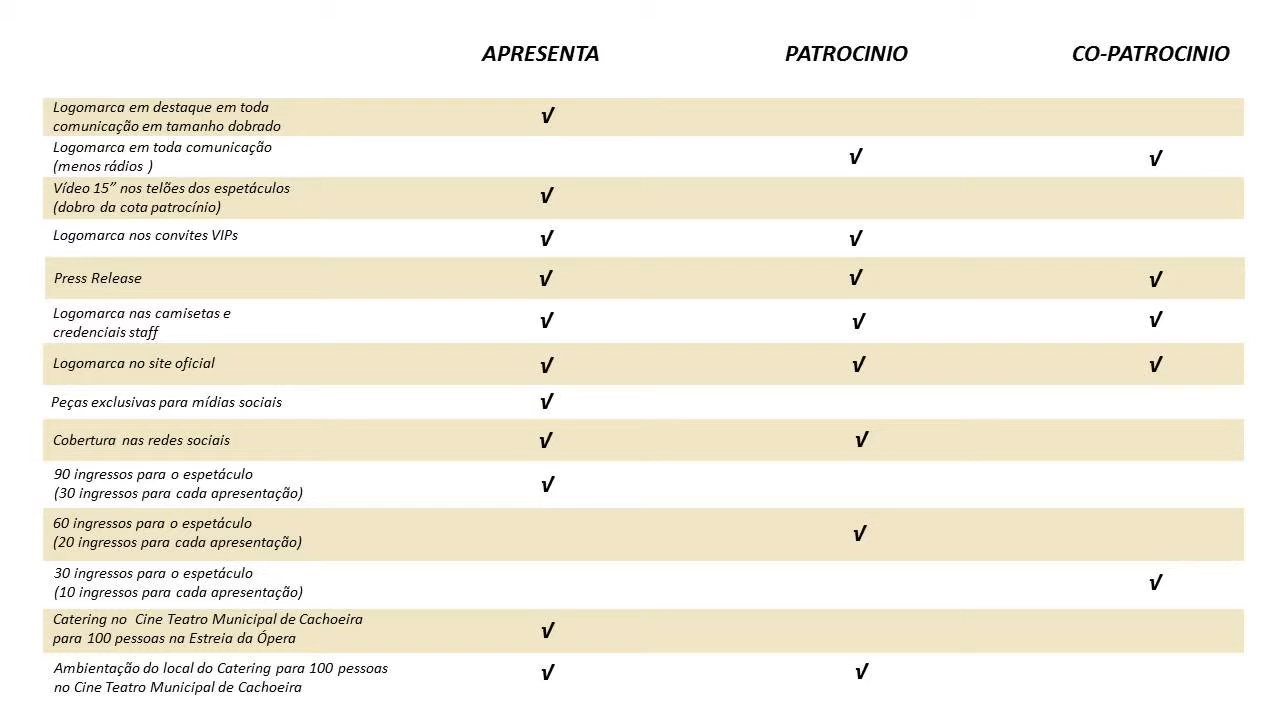 APRESENTA PATROCINIO CO-PATROCINIO
Logomarca em destaque em toda
comunicação em tamanho dobrado √
Logomarca em toda comunicação
(menos rádios ) √ √
Vídeo 15” nos telões dos espetáculos
(dobro da cota patrocínio) √
Logomarca nos convites VIPs √ √
Press Release √ √ √
Logomarca nas camisetas e
credenciais staff √ √ √
Logomarca no site oficial √ √ √
Peças exclusivas para mídias sociais √
Cobertura nas redes sociais √ √
90 ingressos para o espetáculo
(30 ingressos para cada apresentação) √
60 ingressos para o espetáculo
(20 ingressos para cada apresentação) √
30 ingressos para o espetáculo
(10 ingressos para cada apresentação) √
Catering no Cine Teatro Municipal de Cachoeira
para 100 pessoas na Estreia da Ópera √
Ambientação do local do Catering para 100 pessoas
no Cine Teatro Municipal de Cachoeira √ √